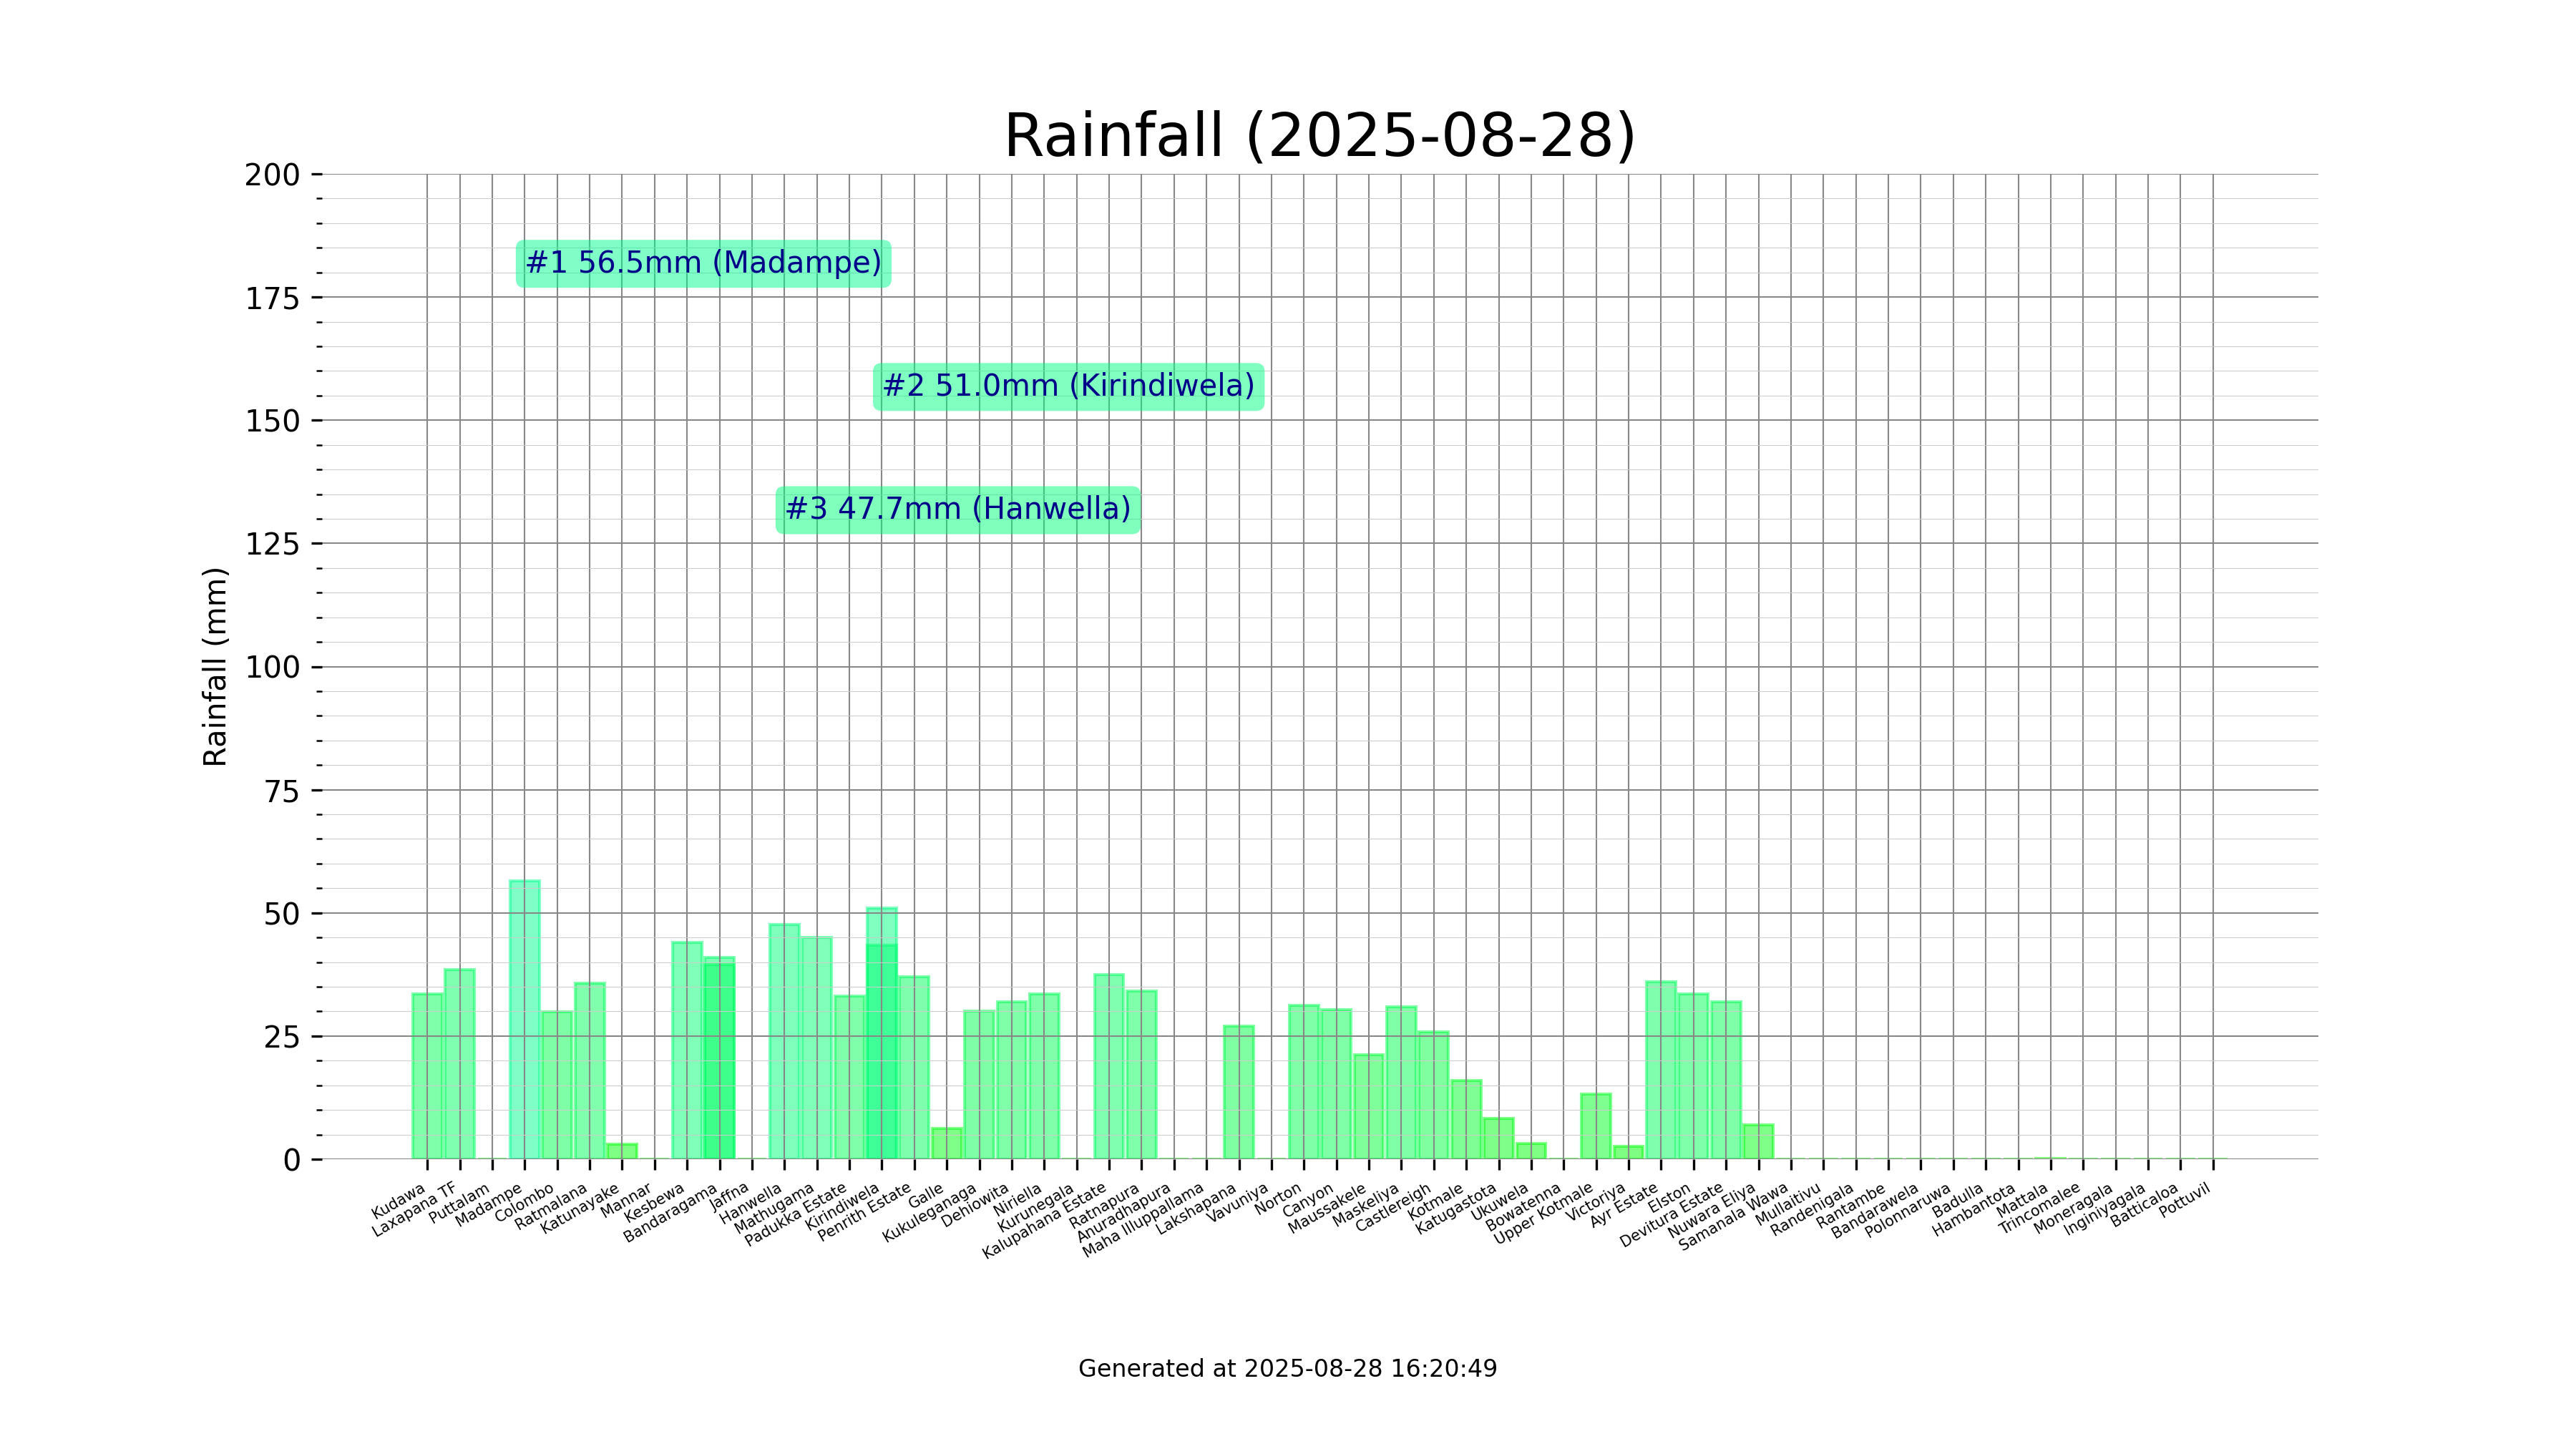 Rainfall (2025-08-28)
200
175
150
125
100
75
50
25
0
Rainfall (mm)
#1 56.5mm (Madampe)
#2 51.0mm (Kirindiwela)
#3 47.7mm (Hanwella)
Kudawa
Laxapana TF
Puttalam
Madampe
Colombo
Ratmalana
Katunayake
Mannar
Kesbewa
Bandaragama
Jaffna
Hanwella
Mathugama
Padukka Estate
Kirindiwela
Penrith Estate
Galle
Kukuleganaga
Dehiowita
Niriella
Kurunegala
Kalupahana Estate
Ratnapura
Anuradhapura
Maha Illuppallama
Lakshapana
Vavuniya
Norton
Canyon
Maussakele
Maskeliya
Castlereigh
Kotmale
Katugastota
Ukuwela
Bowatenna
Upper Kotmale
Victoriya
Ayr Estate
Elston
Devitura Estate
Nuwara Eliya
Samanala Wawa
Mullaitivu
Randenigala
Rantambe
Bandarawela
Polonnaruwa
Badulla
Hambantota
Mattala
Trincomalee
Moneragala
Inginiyagala
Batticaloa
Pottuvil
Generated at 2025-08-28 16:20:49